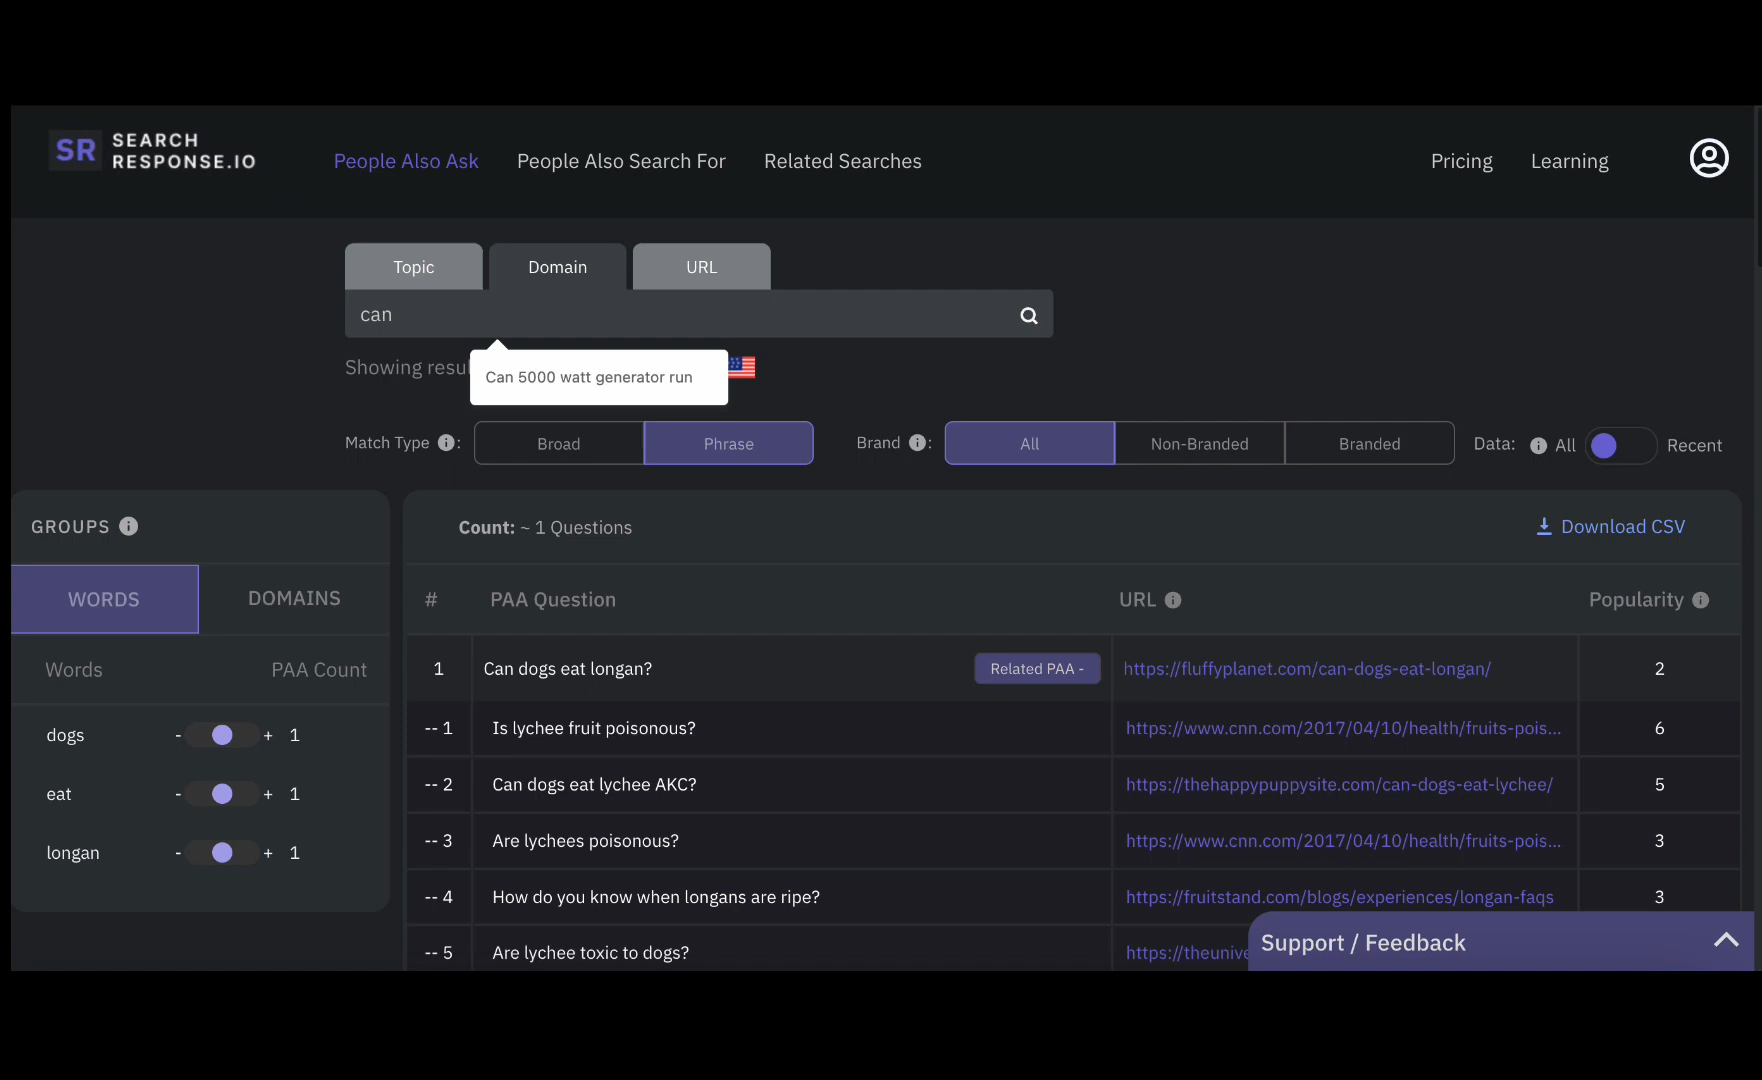 SR SEARCH
RESPONSE.IO
People Also Ask People Also Search For Related Searches Pricing Learning
Topic Domain URL
can
Showing
Can 5000 watt generator run
Match Type : Broad Phrase Brand : All Non-Branded Branded Data: All Recent
GROUPS
WORDS DOMAINS
Words PAA Count
dogs - + 1
eat - + 1
longan - + 1
Count: ~ 1 Questions Download CSV
# PAA Question URL Popularity
1 Can dogs eat longan? Related PAA - https://fluffyplanet.com/can-dogs-eat-longan/ 2
-- 1 Is lychee fruit poisonous? https://www.cnn.com/2017/04/10/health/fruits-pois... 6
-- 2 Can dogs eat lychee AKC? https://thehappypuppysite.com/can-dogs-eat-lychee/ 5
-- 3 Are lychees poisonous? https://www.cnn.com/2017/04/10/health/fruits-pois... 3
-- 4 How do you know when longans are ripe? https://fruitstand.com/blogs/experiences/longan-faqs 3
-- 5 Are lychee toxic to dogs?
Support / Feedback